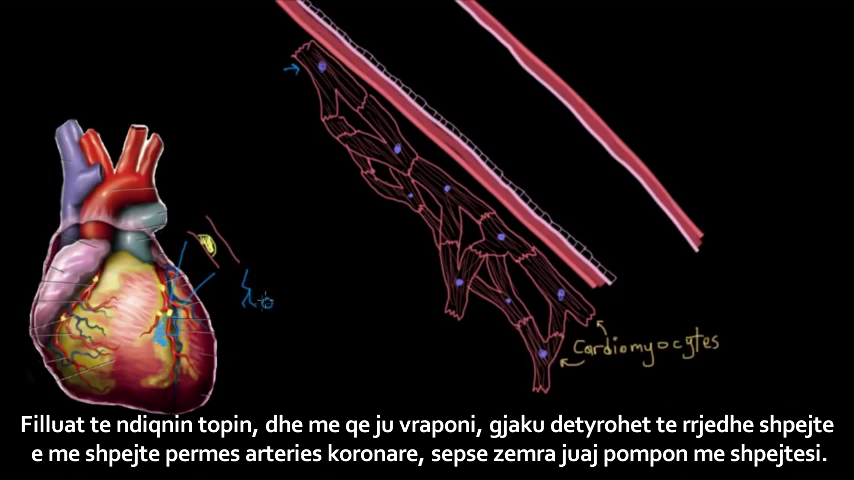 Cardiomyocytes
Filluat te ndiqnin topin, dhe me qe ju vraponi, gjaku detyrohet te rrjedhe shpejte
e me shpejte permes arteries koronare, sepse zemra juaj pompon me shpejtesi.